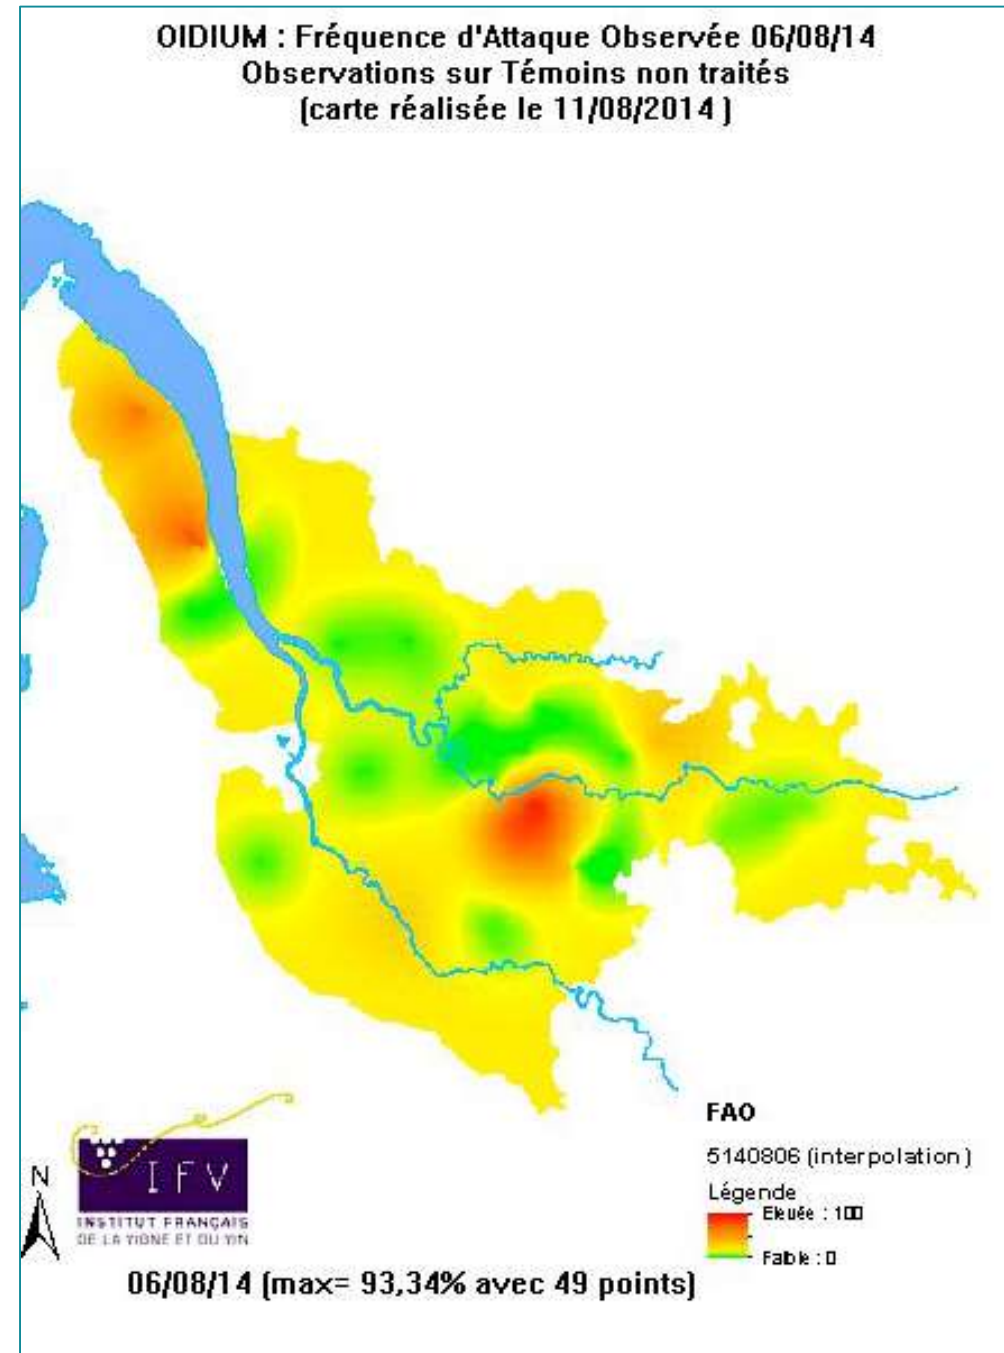 OIDIUM : Fréquence d'Attaque Observée 06/08/14
Observations sur Témoins non traités
(carte réalisée le 11/08/2014 )
FAO
5140806 (interpolation )
Légende
Elevée : 100
Faible : 0
N
IFV
INSTITUT FRANÇAIS
DE LA VIGNE ET DU VIN
06/08/14 (max= 93,34% avec 49 points)